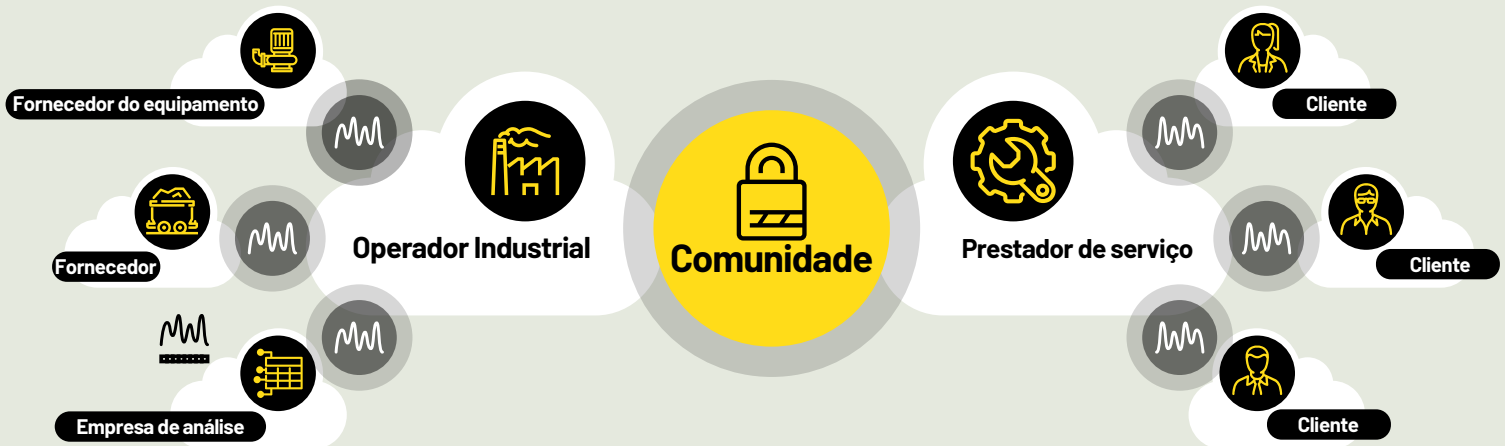 Fornecedor do equipamento
Fornecedor
Empresa de análise
Operador Industrial
Comunidade
Prestador de serviço
Cliente
Cliente
Cliente